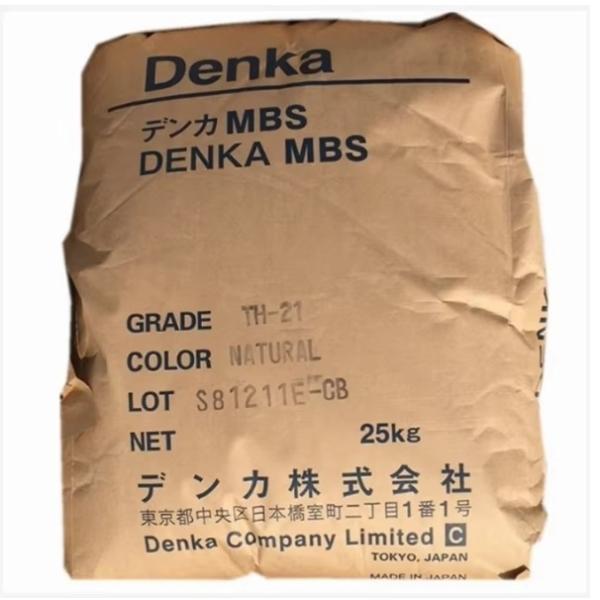 Denka
デンカ MBS
DENKA MBS
GRADE TH-21
COLOR NATURAL
LOT S81211E-CB
NET 25kg
デンカ株式会社
東京都中央区日本橋室町二丁目1番1号
Denka Company Limited C
TOKYO, JAPAN
MADE IN JAPAN